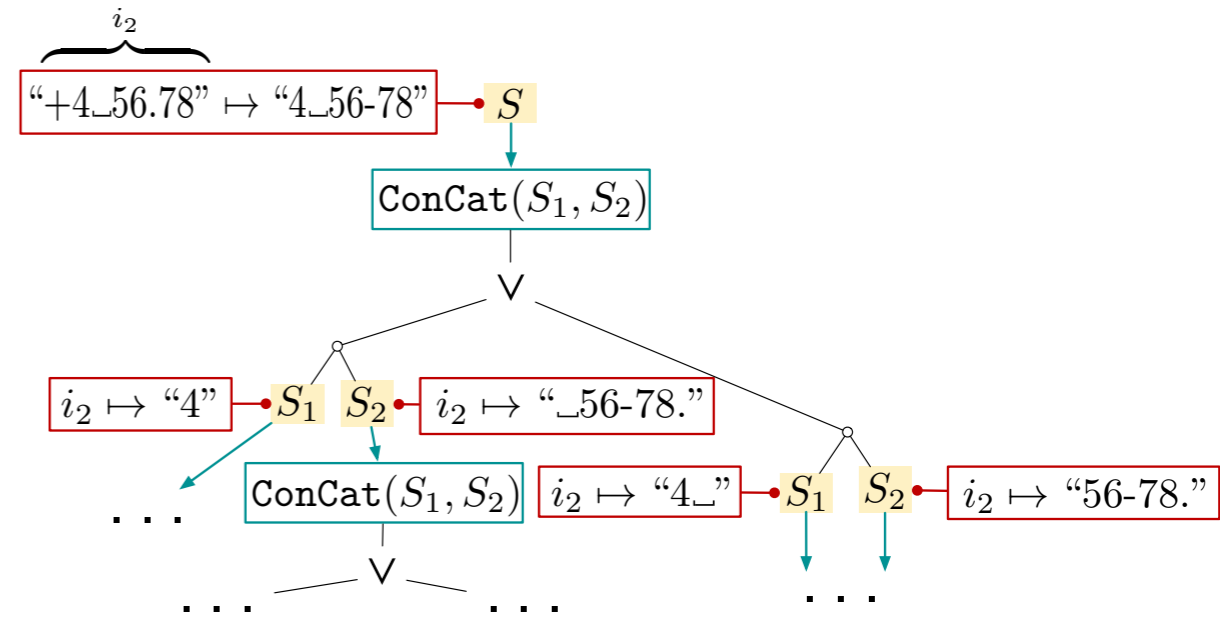 i₂
“+4␣56.78” ↦ “4␣56-78” S
ConCat(S₁, S₂)
∨
i₂ ↦ “4” S₁ S₂ i₂ ↦ “␣56-78.”
ConCat(S₁, S₂) i₂ ↦ “4␣” S₁ S₂ i₂ ↦ “56-78.”
. . .
∨
. . . . . . . . .